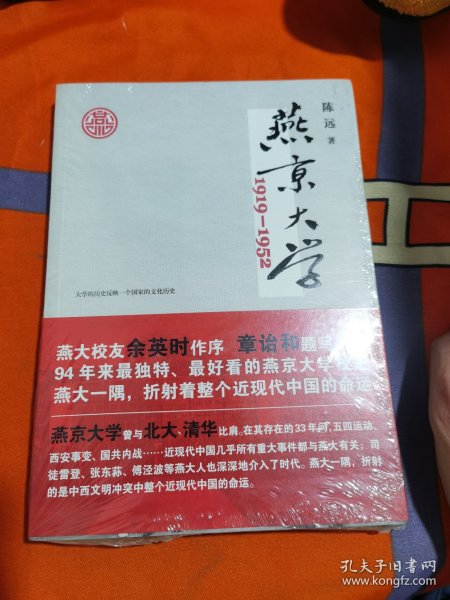 陈远 著
燕京大学
1919—1952
大学的历史反映一个国家的文化历史
燕大校友余英时作序 章诒和题签
94年来最独特、最好看的燕京大学
燕大一隅，折射着整个近现代中国的命运
燕京大学曾与北大、清华比肩。在其存在的33年间，五四运动、
西安事变、国共内战……近现代中国几乎所有重大事件都与燕大有关；司
徒雷登、张东荪、傅泾波等燕大人也深深地介入了时代。燕大一隅，折射
的是中西文明冲突中整个近现代中国的命运。
孔夫子旧书网
www.kongfz.com